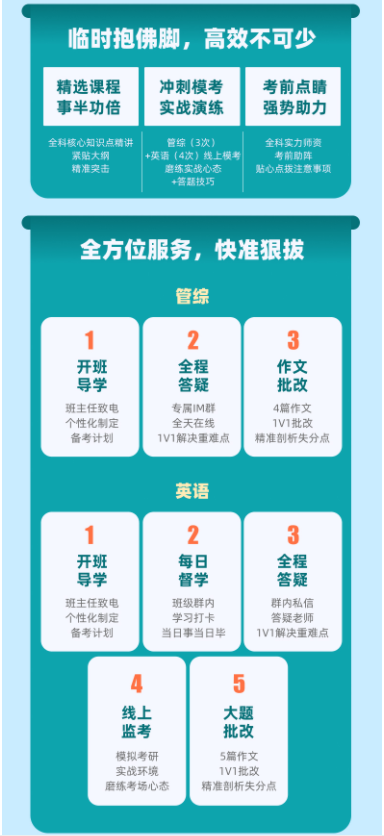 临时抱佛脚，高效不可少
精选课程
事半功倍
全科核心知识点精讲
紧贴大纲
精准突击
冲刺模考
实战演练
管综（3次）
+英语（4次）线上模考
磨练实战心态
+答题技巧
考前点睛
强势助力
全科实力师资
考前助阵
贴心点拨注意事项
全方位服务，快准狠拔
管综
1
开班
导学
班主任致电
个性化制定
备考计划
2
全程
答疑
专属IM群
全天在线
1V1解决重难点
3
作文
批改
4篇作文
1V1批改
精准剖析失分点
英语
1
开班
导学
班主任致电
个性化制定
备考计划
2
每日
督学
班级群内
学习打卡
当日事当日毕
3
全程
答疑
群内私信
答疑老师
1V1解决重难点
4
线上
监考
模拟考研
实战环境
磨练考场心态
5
大题
批改
5篇作文
1V1批改
精准剖析失分点